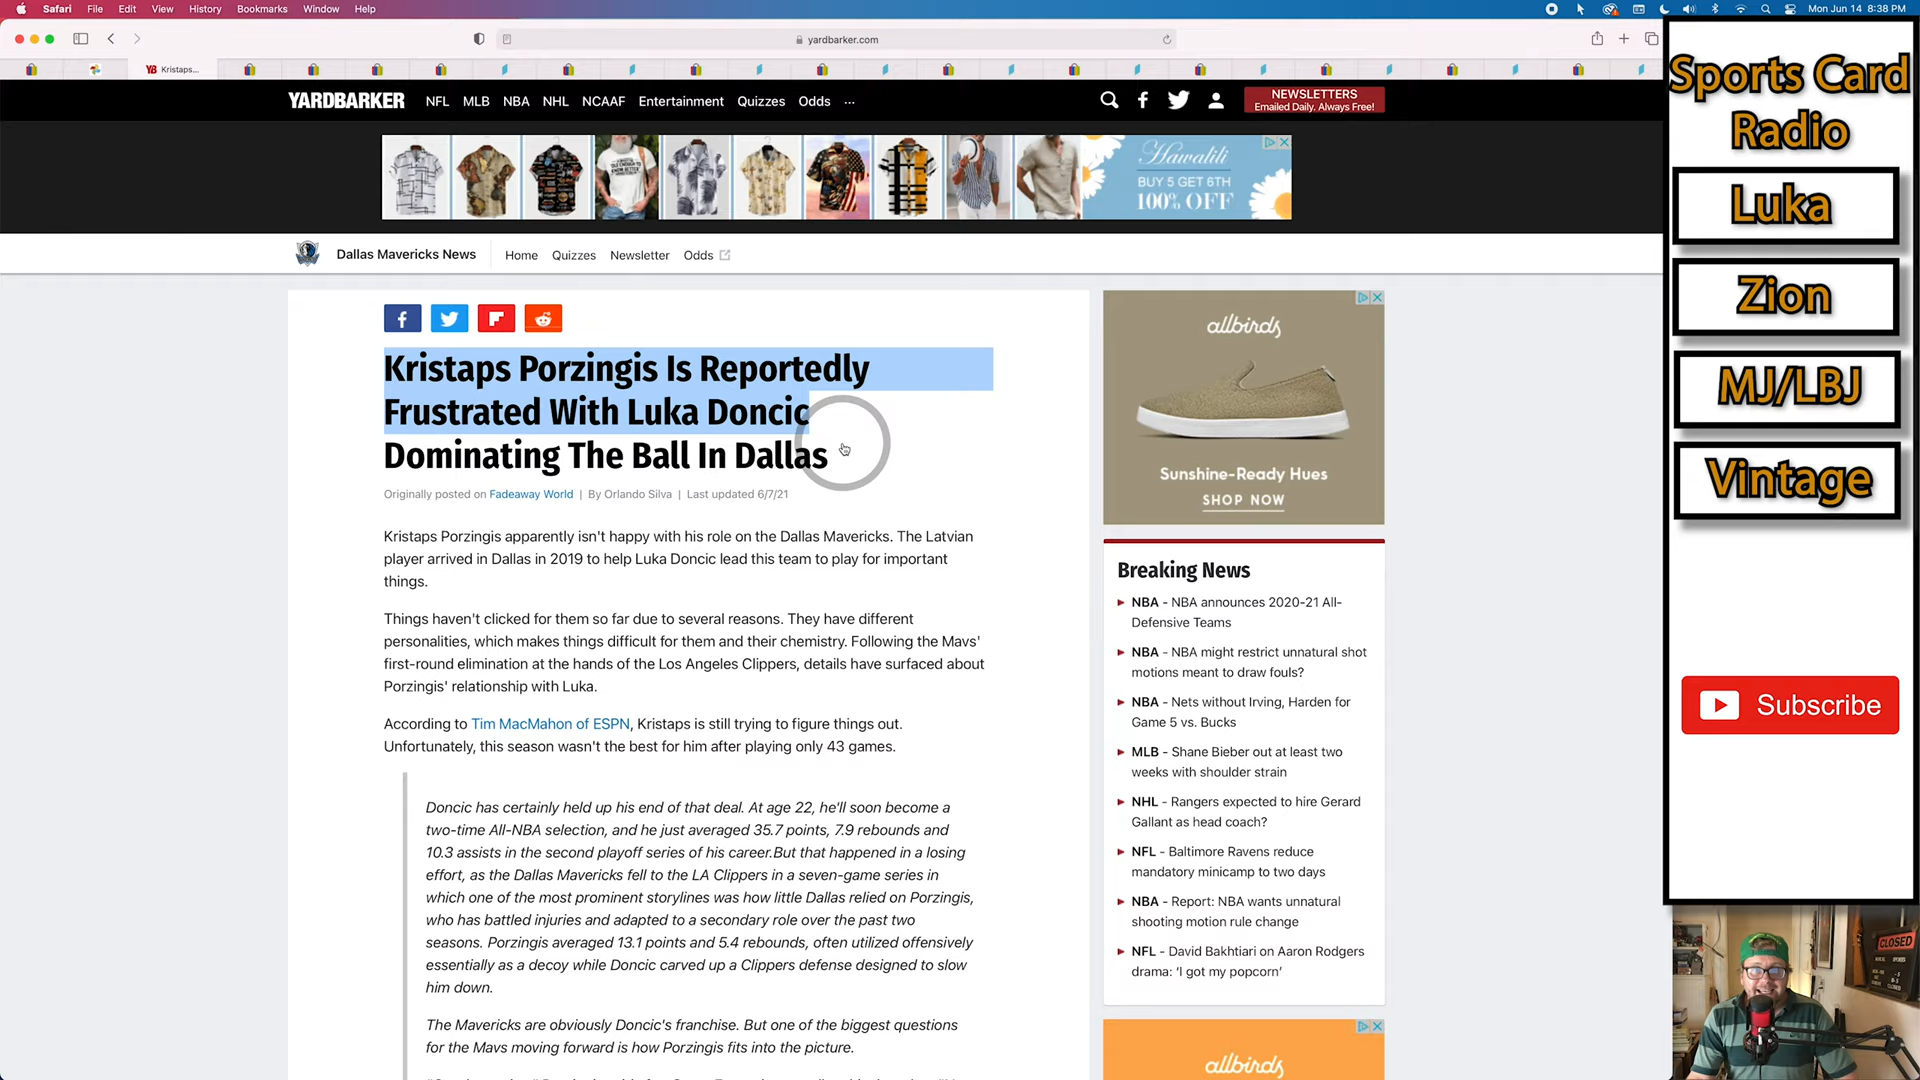 Safari File Edit View History Bookmarks Window Help
Mon Jun 14 8:38 PM
yardbarker.com
YB Kristaps...
YARDBARKER NFL MLB NBA NHL NCAAF Entertainment Quizzes Odds ...
NEWSLETTERS
Emailed Daily. Always Free!
Hawalili
BUY 5 GET 6TH
100% OFF
Dallas Mavericks News Home Quizzes Newsletter Odds
Kristaps Porzingis Is Reportedly
Frustrated With Luka Doncic
Dominating The Ball In Dallas
Originally posted on Fadeaway World | By Orlando Silva | Last updated 6/7/21
Kristaps Porzingis apparently isn't happy with his role on the Dallas Mavericks. The Latvian
player arrived in Dallas in 2019 to help Luka Doncic lead this team to play for important
things.
Things haven't clicked for them so far due to several reasons. They have different
personalities, which makes things difficult for them and their chemistry. Following the Mavs'
first-round elimination at the hands of the Los Angeles Clippers, details have surfaced about
Porzingis' relationship with Luka.
According to Tim MacMahon of ESPN, Kristaps is still trying to figure things out.
Unfortunately, this season wasn't the best for him after playing only 43 games.
Doncic has certainly held up his end of that deal. At age 22, he'll soon become a
two-time All-NBA selection, and he just averaged 35.7 points, 7.9 rebounds and
10.3 assists in the second playoff series of his career.But that happened in a losing
effort, as the Dallas Mavericks fell to the LA Clippers in a seven-game series in
which one of the most prominent storylines was how little Dallas relied on Porzingis,
who has battled injuries and adapted to a secondary role over the past two
seasons. Porzingis averaged 13.1 points and 5.4 rebounds, often utilized offensively
essentially as a decoy while Doncic carved up a Clippers defense designed to slow
him down.
The Mavericks are obviously Doncic's franchise. But one of the biggest questions
for the Mavs moving forward is how Porzingis fits into the picture.
allbirds
Sunshine-Ready Hues
SHOP NOW
Breaking News
NBA - NBA announces 2020-21 All-
Defensive Teams
NBA - NBA might restrict unnatural shot
motions meant to draw fouls?
NBA - Nets without Irving, Harden for
Game 5 vs. Bucks
MLB - Shane Bieber out at least two
weeks with shoulder strain
NHL - Rangers expected to hire Gerard
Gallant as head coach?
NFL - Baltimore Ravens reduce
mandatory minicamp to two days
NBA - Report: NBA wants unnatural
shooting motion rule change
NFL - David Bakhtiari on Aaron Rodgers
drama: 'I got my popcorn'
allbirds
Sports Card
Radio
Luka
Zion
MJ/LBJ
Vintage
Subscribe
CLOSED